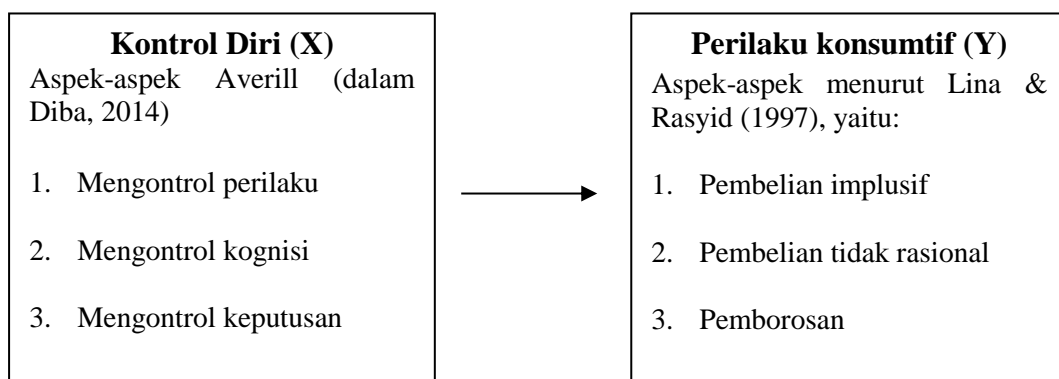 Kontrol Diri (X)
Aspek-aspek Averill (dalam
Diba, 2014)
1. Mengontrol perilaku
2. Mengontrol kognisi
3. Mengontrol keputusan
Perilaku konsumtif (Y)
Aspek-aspek menurut Lina &
Rasyid (1997), yaitu:
1. Pembelian implusif
2. Pembelian tidak rasional
3. Pemborosan